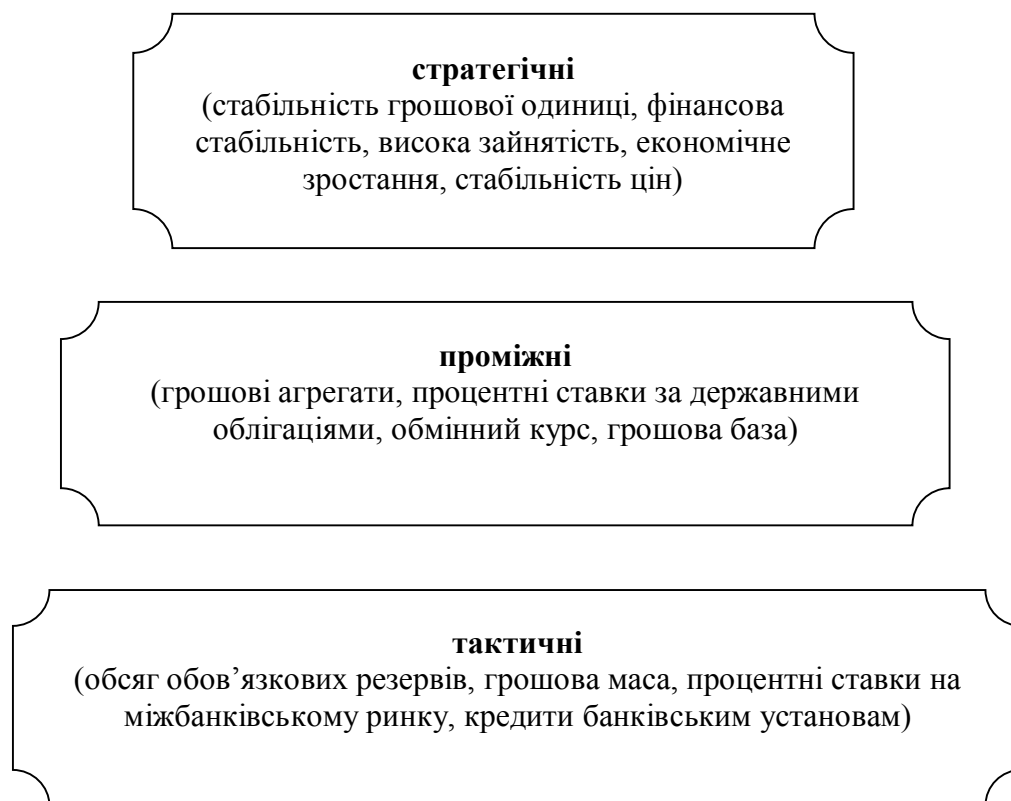 стратегічні
(стабільність грошової одиниці, фінансова
стабільність, висока зайнятість, економічне
зростання, стабільність цін)
проміжні
(грошові агрегати, процентні ставки за державними
облігаціями, обмінний курс, грошова база)
тактичні
(обсяг обов’язкових резервів, грошова маса, процентні ставки на
міжбанківському ринку, кредити банківським установам)